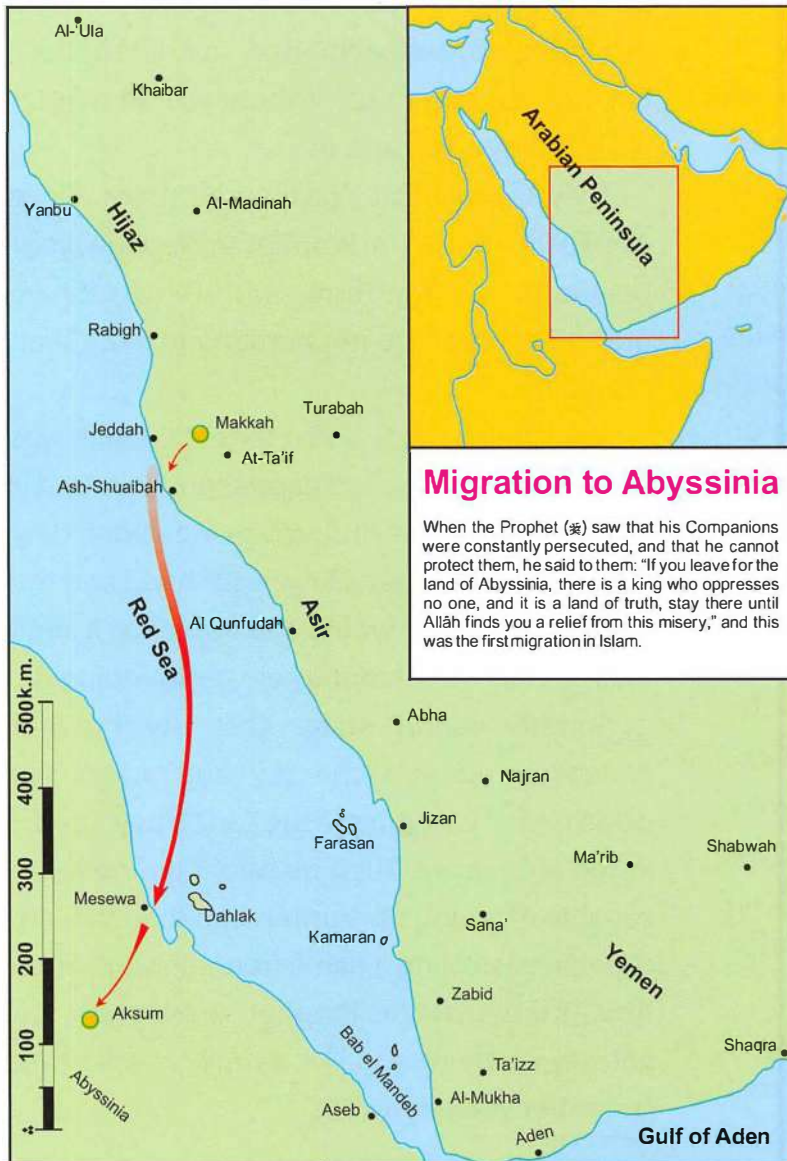 Al-'Ula
Khaibar
Yanbu
Al-Madinah
Hijaz
Rabigh
Jeddah
Makkah
Turabah
At-Ta'if
Ash-Shuaibah
Red Sea
Al Qunfudah
Asir
Abha
Najran
Jizan
Farasan
Ma'rib
Shabwah
Mesewa
Dahlak
Kamaran
Sana'
Yemen
Zabid
Aksum
Abyssinia
Bab el Mandeb
Ta'izz
Shaqra
Al-Mukha
Aseb
Aden
Gulf of Aden
500k.m.
400
300
200
100
Arabian Peninsula
Migration to Abyssinia
When the Prophet (ﷺ) saw that his Companions
were constantly persecuted, and that he cannot
protect them, he said to them: “If you leave for the
land of Abyssinia, there is a king who oppresses
no one, and it is a land of truth, stay there until
Allâh finds you a relief from this misery,” and this
was the first migration in Islam.